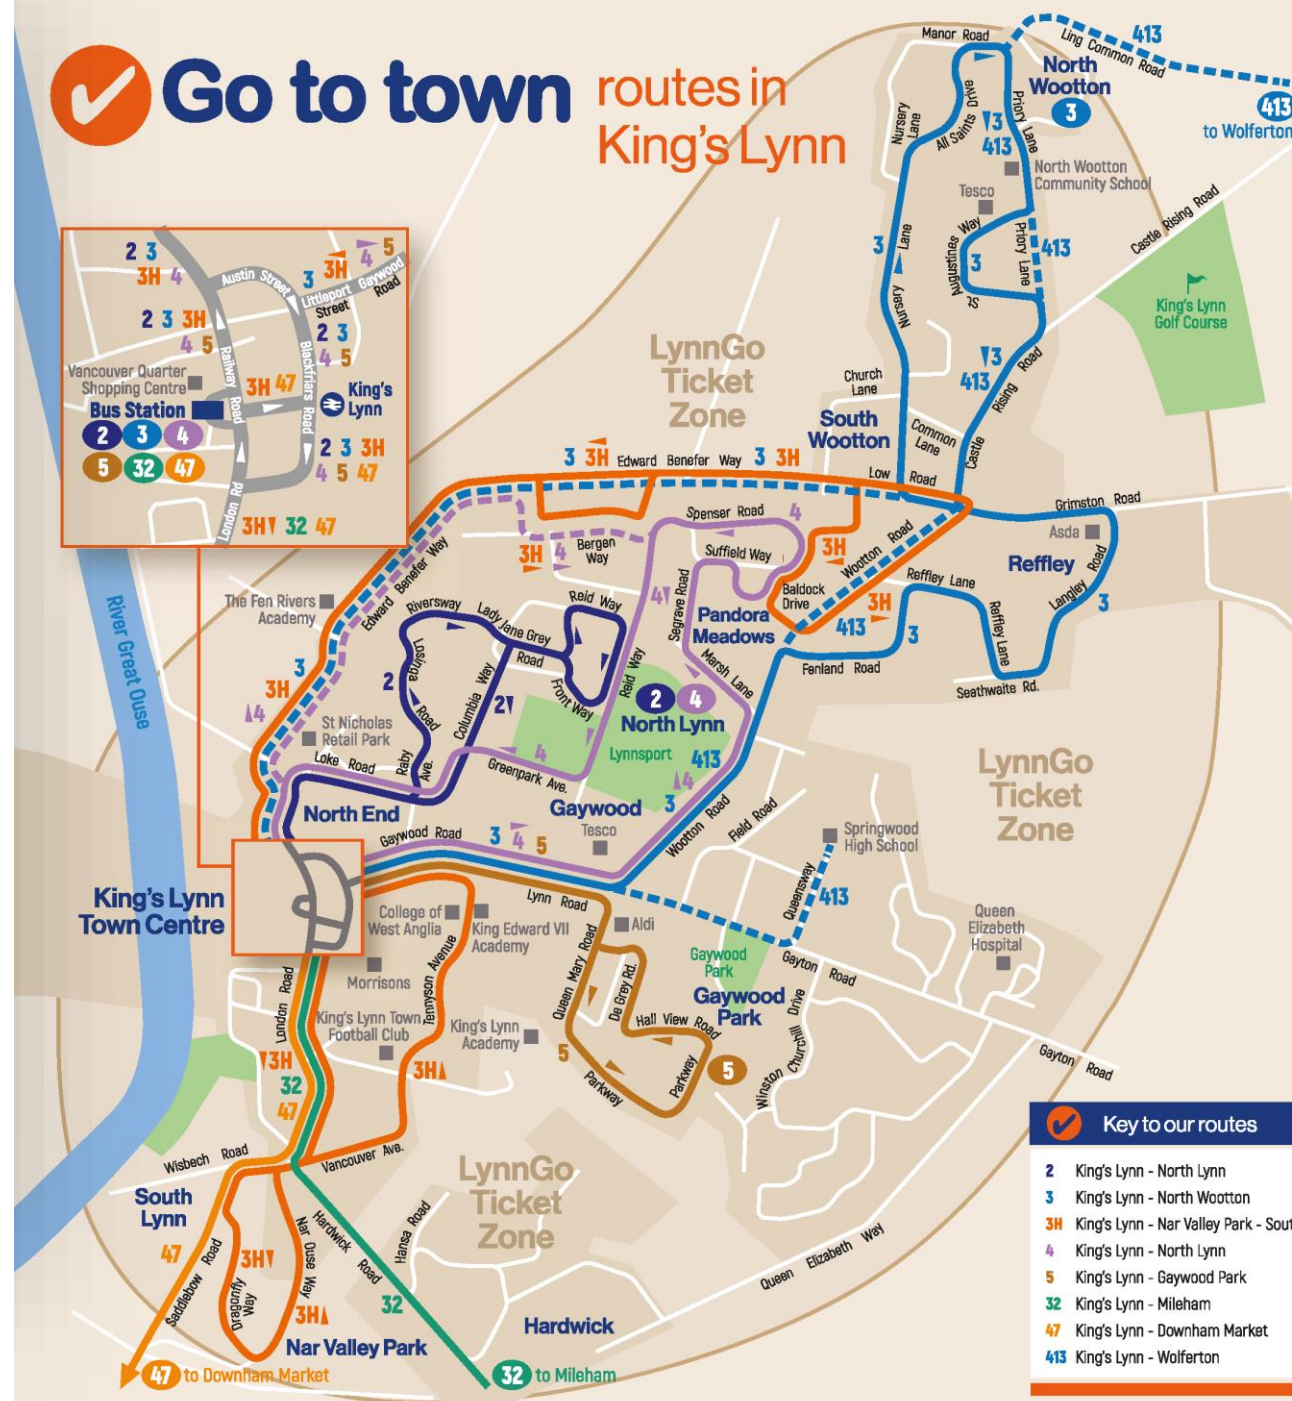 Go to town
routes in
King's Lynn
Manor Road
Ling Common Road
413
North
Wootton
3
413
to Wolferton
Nursery
Lane
All Saints Drive
Priory Lane
3
413
North Wootton
Community School
Tesco
Castle Rising Road
3
Nursery Lane
St Augustines Way
3
Priory Lane
413
King's Lynn
Golf Course
3
413
Castle Rising Road
Church
Lane
South
Wootton
Common
Lane
Low Road
LynnGo
Ticket
Zone
2 3
3H 4
Austin Street
3
3H
4 5
Littleport Street
Gaywood Road
2 3 3H
4 5
2 3
4 5
Railway Road
Blackfriars Road
Vancouver Quarter
Shopping Centre
3H 47
King's
Lynn
Bus Station
2 3 4
5 32 47
2 3 3H
4 5 47
London Rd
3H 32 47
3 3H Edward Benefer Way 3 3H
Grimston Road
Asda
Reffley
Langley Road
3
Spenser Road
4
Suffield Way
3H
Wootton Road
Baldock
Drive
3H 4
Bergen
Way
Edward Benefer Way
The Fen Rivers
Academy
Reid Way
Riversway
Lady Jane Grey
Road
4
Segrave Road
Pandora
Meadows
413
3H
Reffley Lane
3
Reffley Lane
Fenland Road
Seathwaite Rd.
River Great Ouse
3
3H
4
2
Losinga Road
Columbia Way
2
Front Way
Reid Way
Marsh Lane
2 4
North Lynn
Lynnsport
413
4
3
St Nicholas
Retail Park
Loke Road
Raby
Ave.
4
Greenpark Ave.
North End
Gaywood
Tesco
Gaywood Road
3 4 5
Wootton Road
Field Road
LynnGo
Ticket
Zone
Springwood
High School
Queensway
413
King's Lynn
Town Centre
Lynn Road
College of
West Anglia
King Edward VII
Academy
Aldi
Queen
Elizabeth
Hospital
Gaywood
Park
Gayton Road
Gaywood
Park
Morrisons
London Road
Tennyson Avenue
Queen Mary Road
De Grey Rd.
Hall View Road
King's Lynn Town
Football Club
King's Lynn
Academy
Winston Churchill Drive
Gayton Road
3H
32
47
3H
5
Parkway
Parkway
5
Wisbech Road
Vancouver Ave.
South
Lynn
LynnGo
Ticket
Zone
47
Saddlebow Road
3H
Dragonfly
Way
Nar Ouse Way
3H
Hardwick Road
Hansa Road
32
Queen Elizabeth Way
Hardwick
Nar Valley Park
47 to Downham Market
32 to Mileham
Key to our routes
2 King's Lynn - North Lynn
3 King's Lynn - North Wootton
3H King's Lynn - Nar Valley Park - Sout
4 King's Lynn - North Lynn
5 King's Lynn - Gaywood Park
32 King's Lynn - Mileham
47 King's Lynn - Downham Market
413 King's Lynn - Wolferton